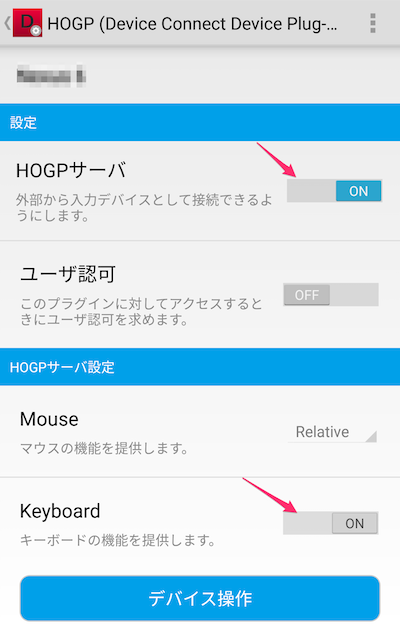 HOGP (Device Connect Device Plug-...
設定
HOGPサーバ
外部から入力デバイスとして接続できるよ
うにします。
ON
ユーザ認可
このプラグインに対してアクセスすると
きにユーザ認可を求めます。
OFF
HOGPサーバ設定
Mouse
マウスの機能を提供します。
Relative
Keyboard
キーボードの機能を提供します。
ON
デバイス操作